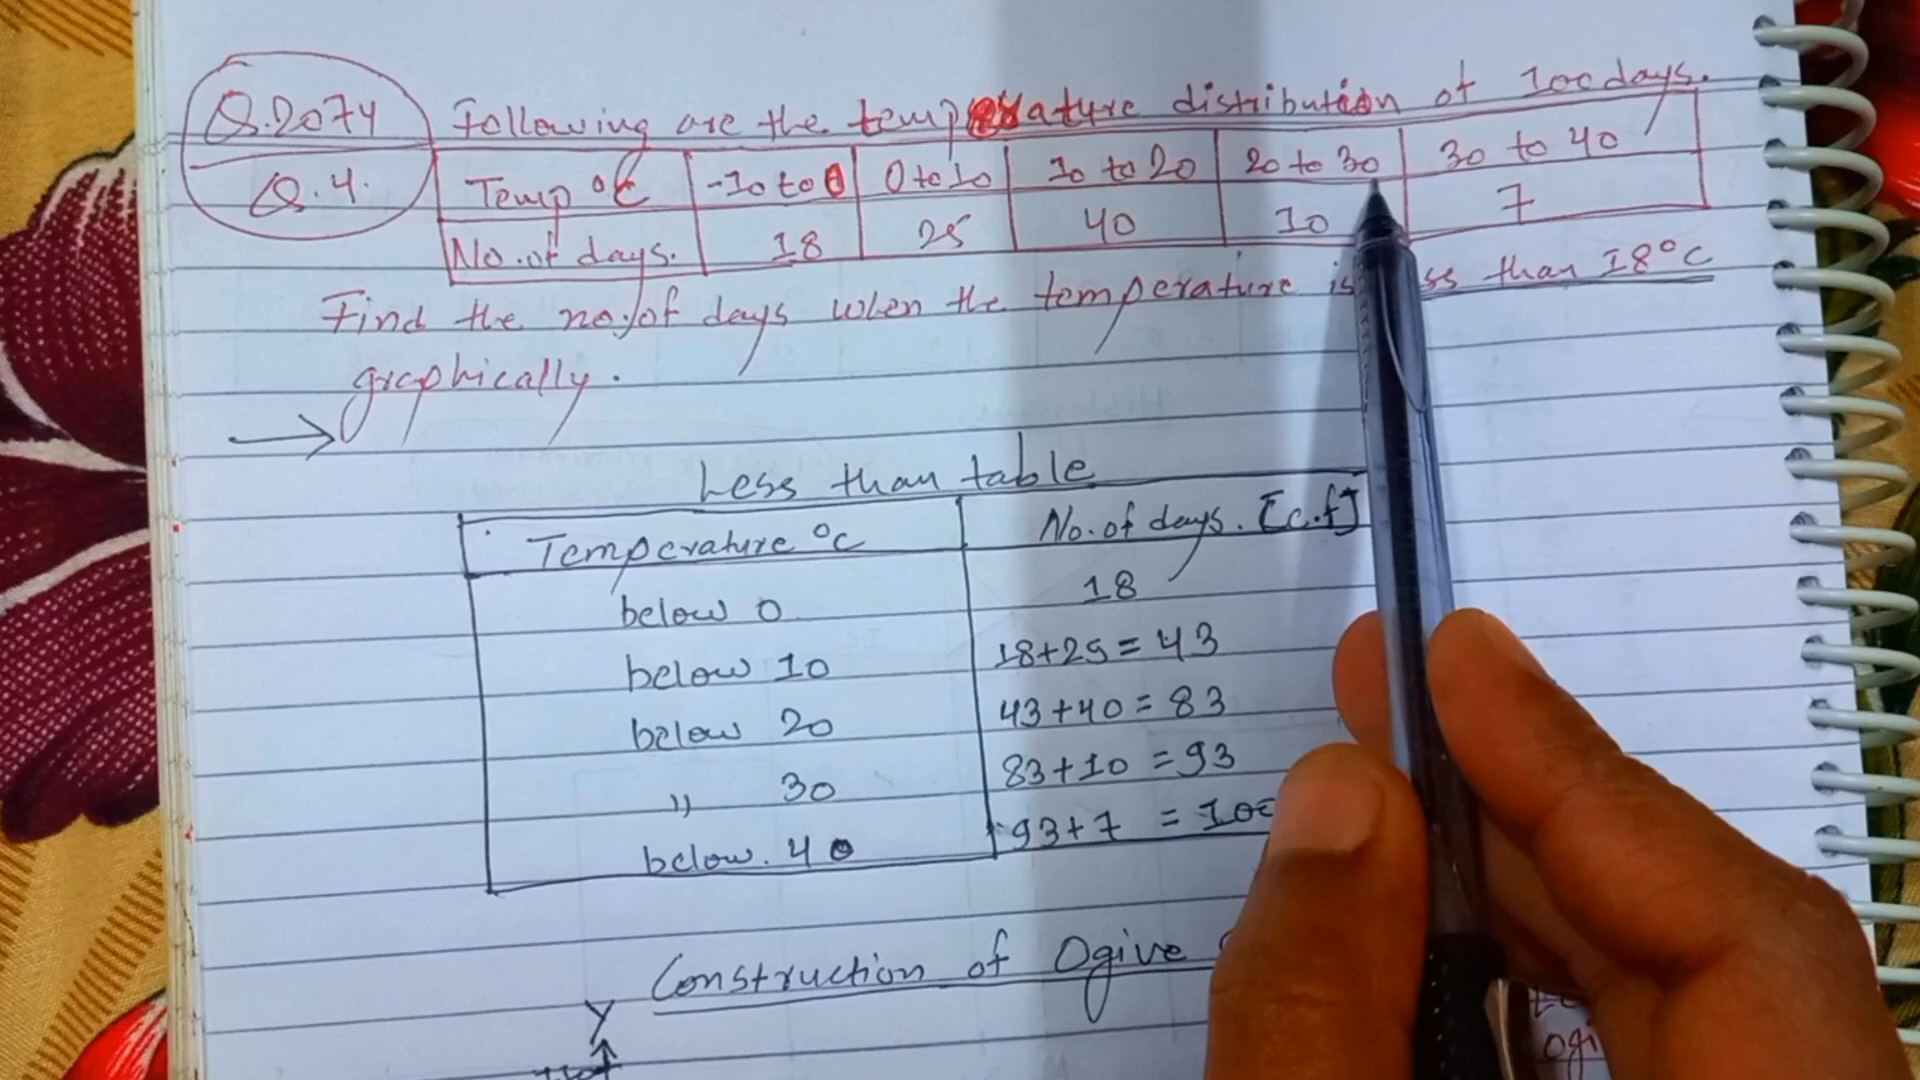 Q.2074 Following are the temperature distribution of 100 days.
Q.4. Temp °C -10 to 0 0 to 10 10 to 20 20 to 30 30 to 40
No. of days. 18 25 40 10 7
Find the no. of days when the temperature is ss than 18°C
graphically.
Less than table
Temperature °C No. of days. [c.f]
below 0 18
below 10 18+25 = 43
below 20 43+40 = 83
" 30 83+10 = 93
below. 40 93+7 = 100
Construction of Ogive
Y
ogi